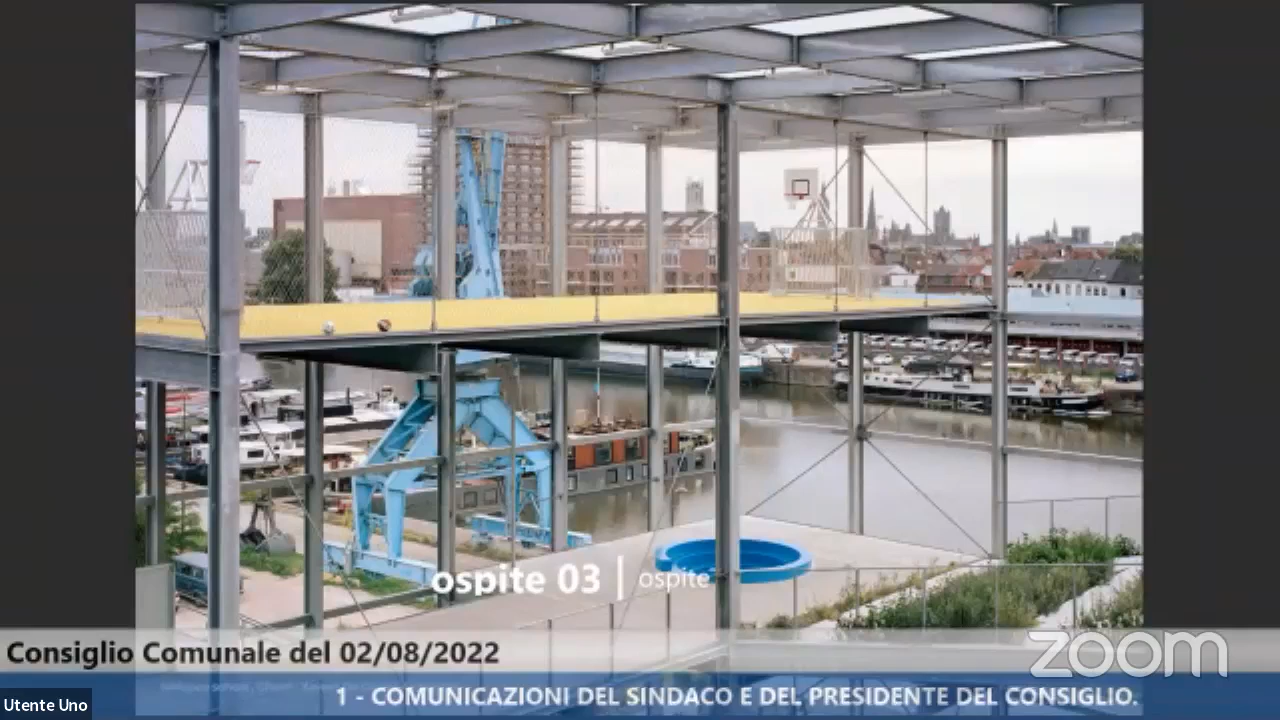 ospite 03 | ospite
Consiglio Comunale del 02/08/2022
zoom
1 - COMUNICAZIONI DEL SINDACO E DEL PRESIDENTE DEL CONSIGLIO.
Utente Uno